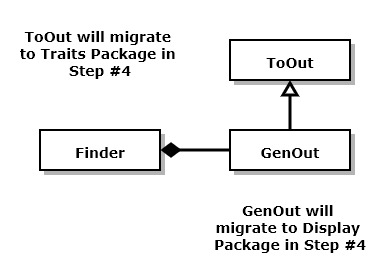 ToOut will migrate
to Traits Package in
Step #4
ToOut
Finder
GenOut
GenOut will
migrate to Display
Package in Step #4